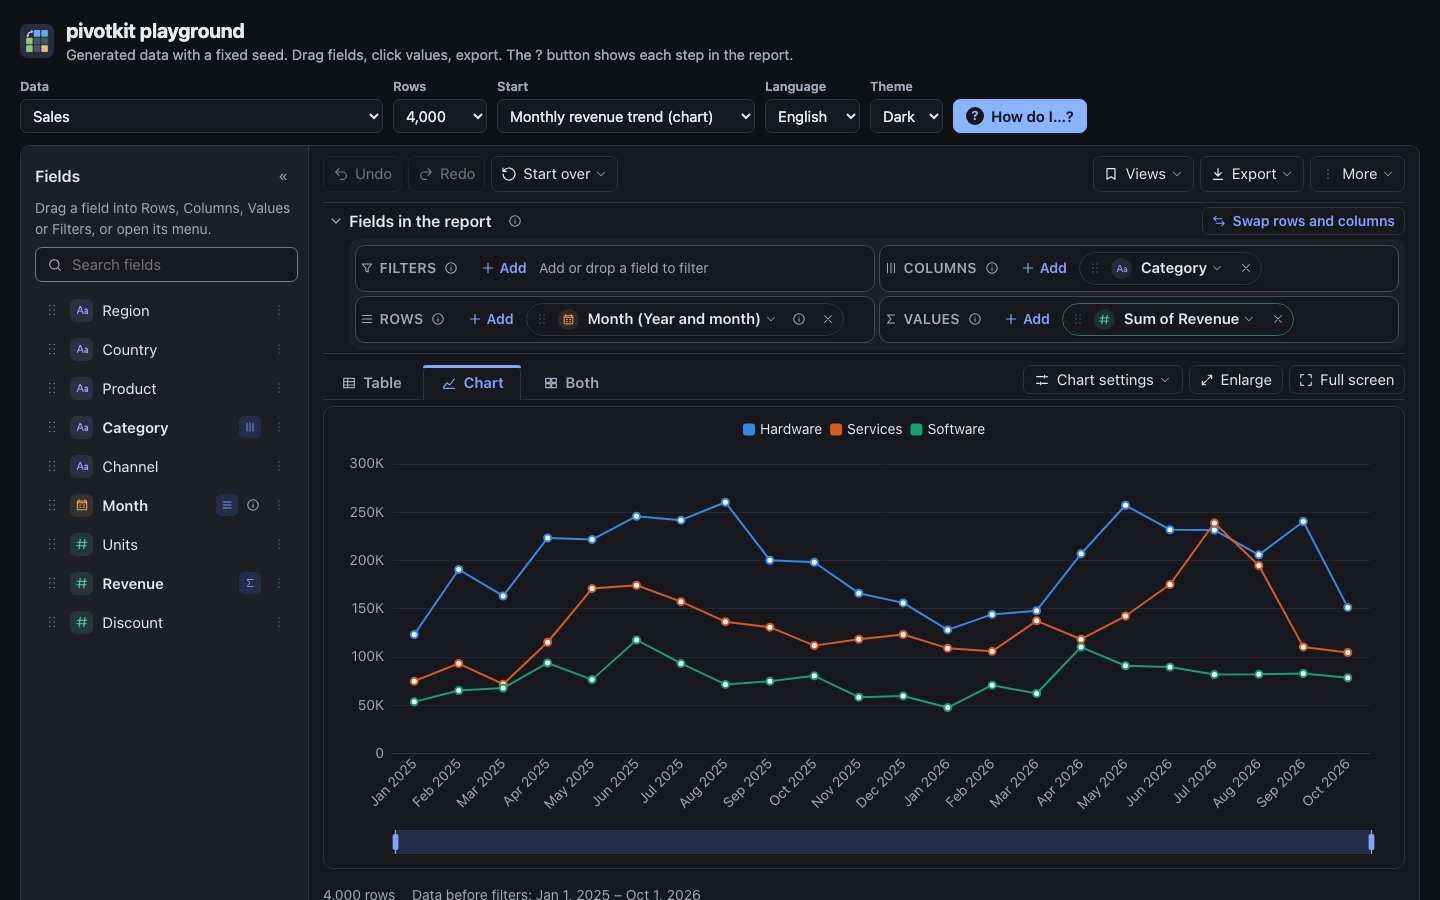 pivotkit playground
Generated data with a fixed seed. Drag fields, click values, export. The ? button shows each step in the report.
Data
Rows
Start
Language
Theme
Sales
4,000
Monthly revenue trend (chart)
English
Dark
? How do I...?
Fields
«
Drag a field into Rows, Columns, Values
or Filters, or open its menu.
Search fields
Aa Region
Aa Country
Aa Product
Aa Category
Aa Channel
Month
# Units
# Revenue Σ
# Discount
Undo
Redo
Start over
Views
Export
More
Fields in the report
Swap rows and columns
FILTERS
+ Add
Add or drop a field to filter
COLUMNS
+ Add
Aa Category
ROWS
+ Add
Month (Year and month)
Σ VALUES
+ Add
# Sum of Revenue
Table
Chart
Both
Chart settings
Enlarge
Full screen
Hardware
Services
Software
300K
250K
200K
150K
100K
50K
0
Jan 2025
Feb 2025
Mar 2025
Apr 2025
May 2025
Jun 2025
Jul 2025
Aug 2025
Sep 2025
Oct 2025
Nov 2025
Dec 2025
Jan 2026
Feb 2026
Mar 2026
Apr 2026
May 2026
Jun 2026
Jul 2026
Aug 2026
Sep 2026
Oct 2026
4,000 rows
Data before filters: Jan 1, 2025 – Oct 1, 2026